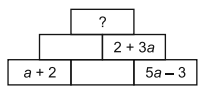 ?
2 + 3a
a + 2 5a – 3